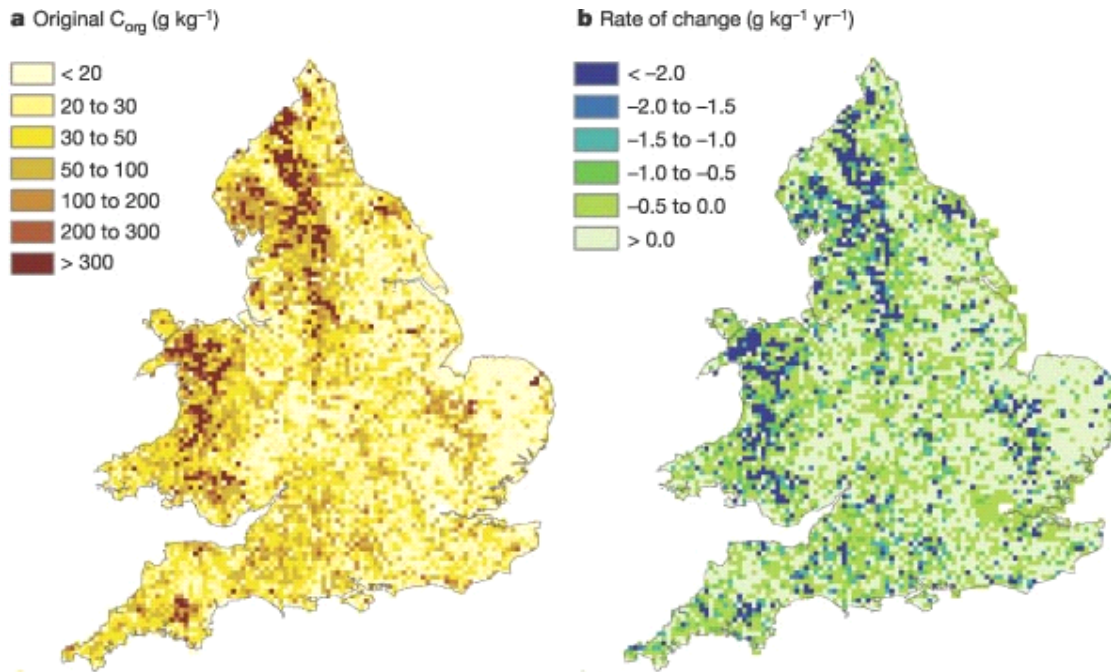 a Original Corg (g kg⁻¹)
< 20
20 to 30
30 to 50
50 to 100
100 to 200
200 to 300
> 300
b Rate of change (g kg⁻¹ yr⁻¹)
< –2.0
–2.0 to –1.5
–1.5 to –1.0
–1.0 to –0.5
–0.5 to 0.0
> 0.0